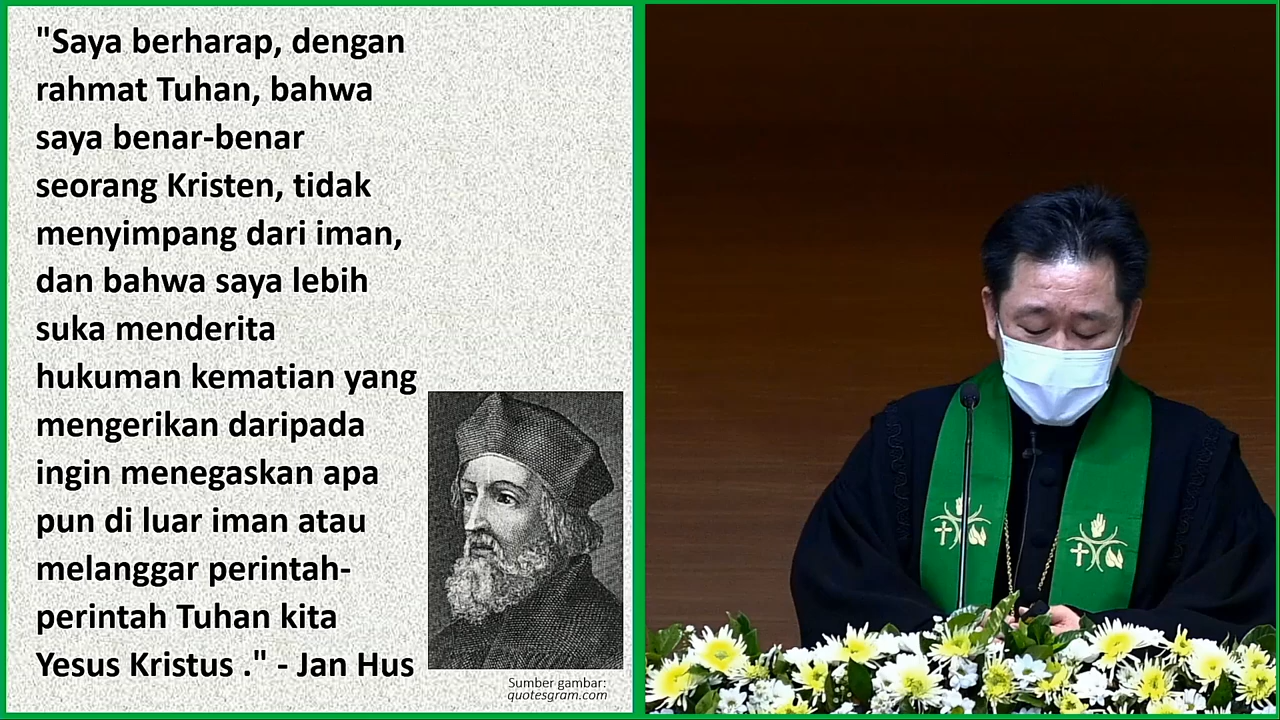 "Saya berharap, dengan
rahmat Tuhan, bahwa
saya benar-benar
seorang Kristen, tidak
menyimpang dari iman,
dan bahwa saya lebih
suka menderita
hukuman kematian yang
mengerikan daripada
ingin menegaskan apa
pun di luar iman atau
melanggar perintah-
perintah Tuhan kita
Yesus Kristus ." - Jan Hus
Sumber gambar:
quotesgram.com